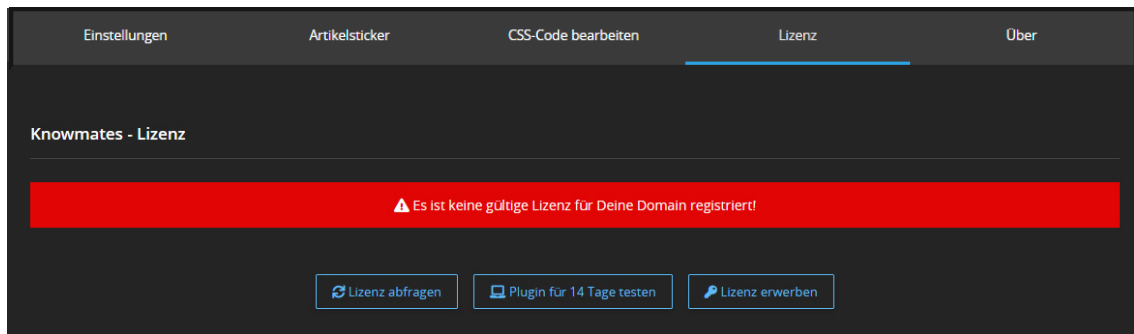 Einstellungen Artikelsticker CSS-Code bearbeiten Lizenz Über
Knowmates - Lizenz
Es ist keine gültige Lizenz für Deine Domain registriert!
Lizenz abfragen Plugin für 14 Tage testen Lizenz erwerben